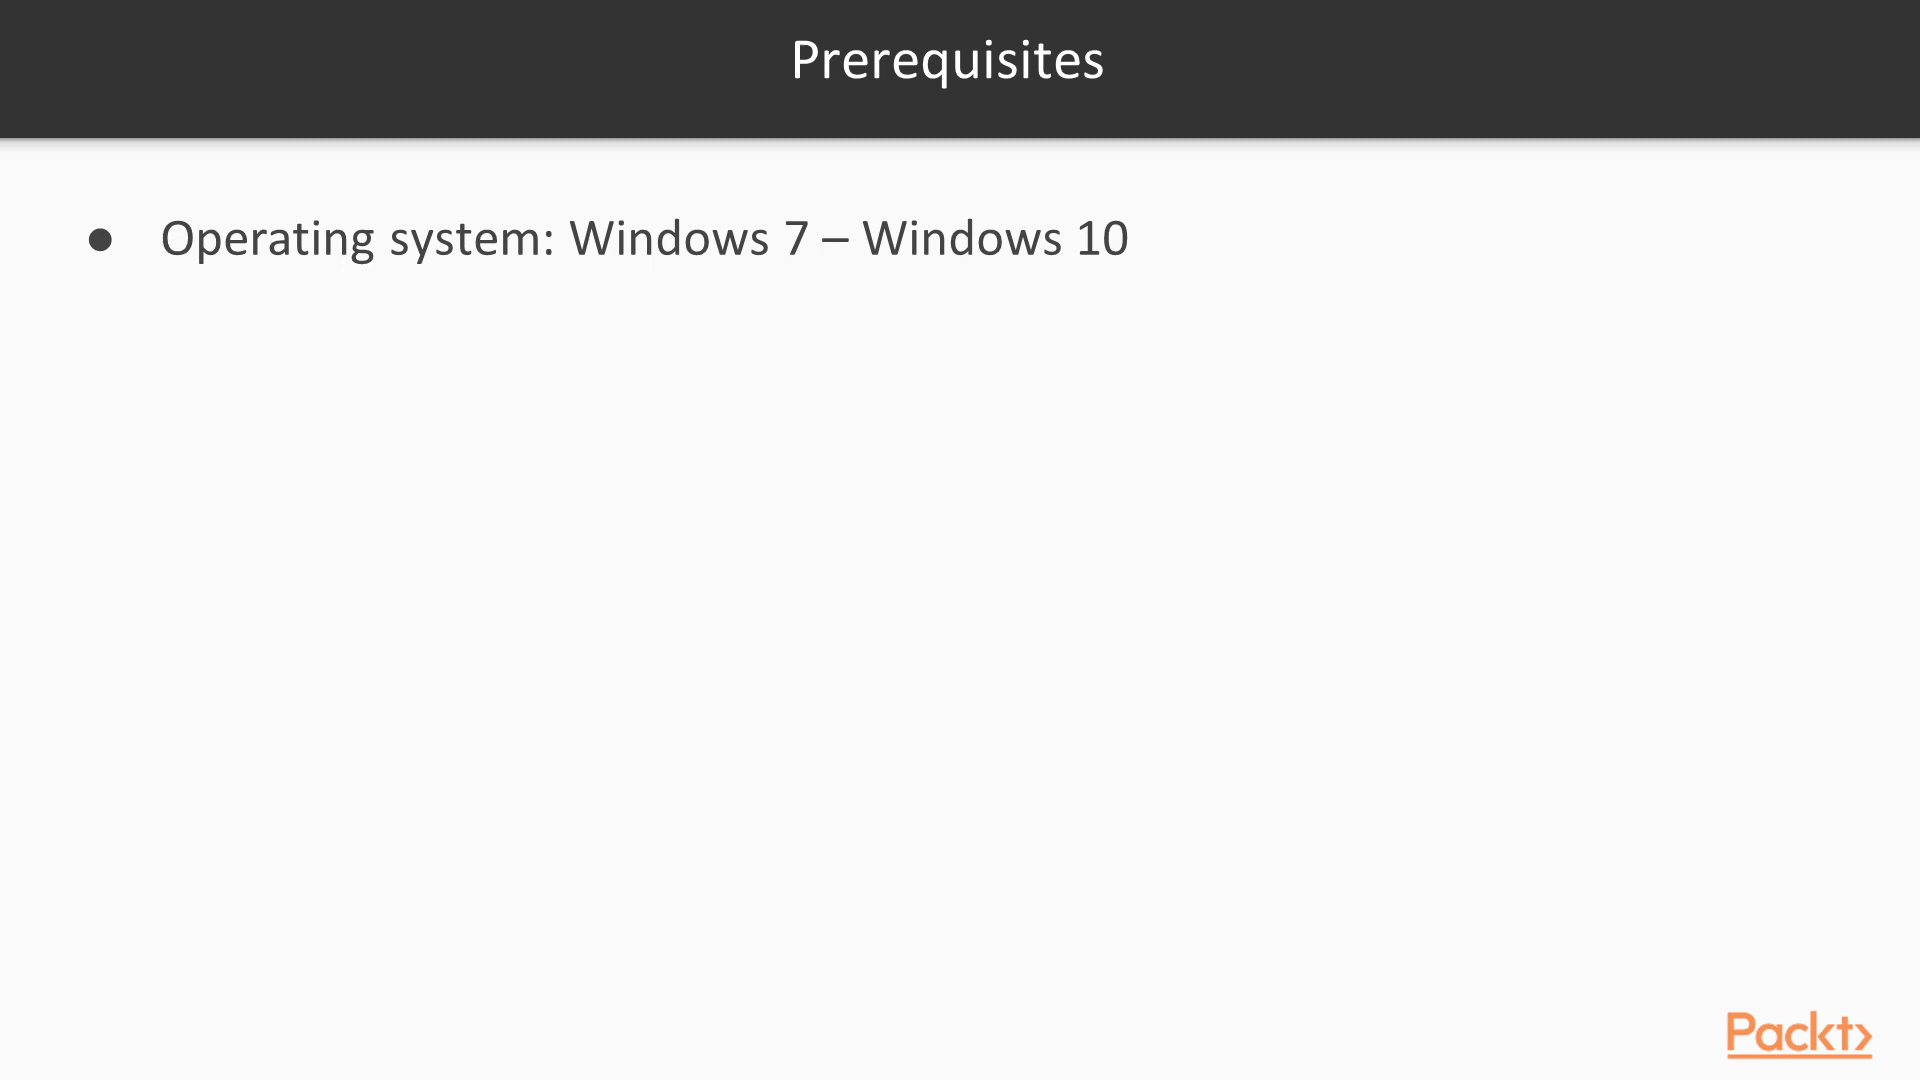 Prerequisites
● Operating system: Windows 7 – Windows 10
Packt>